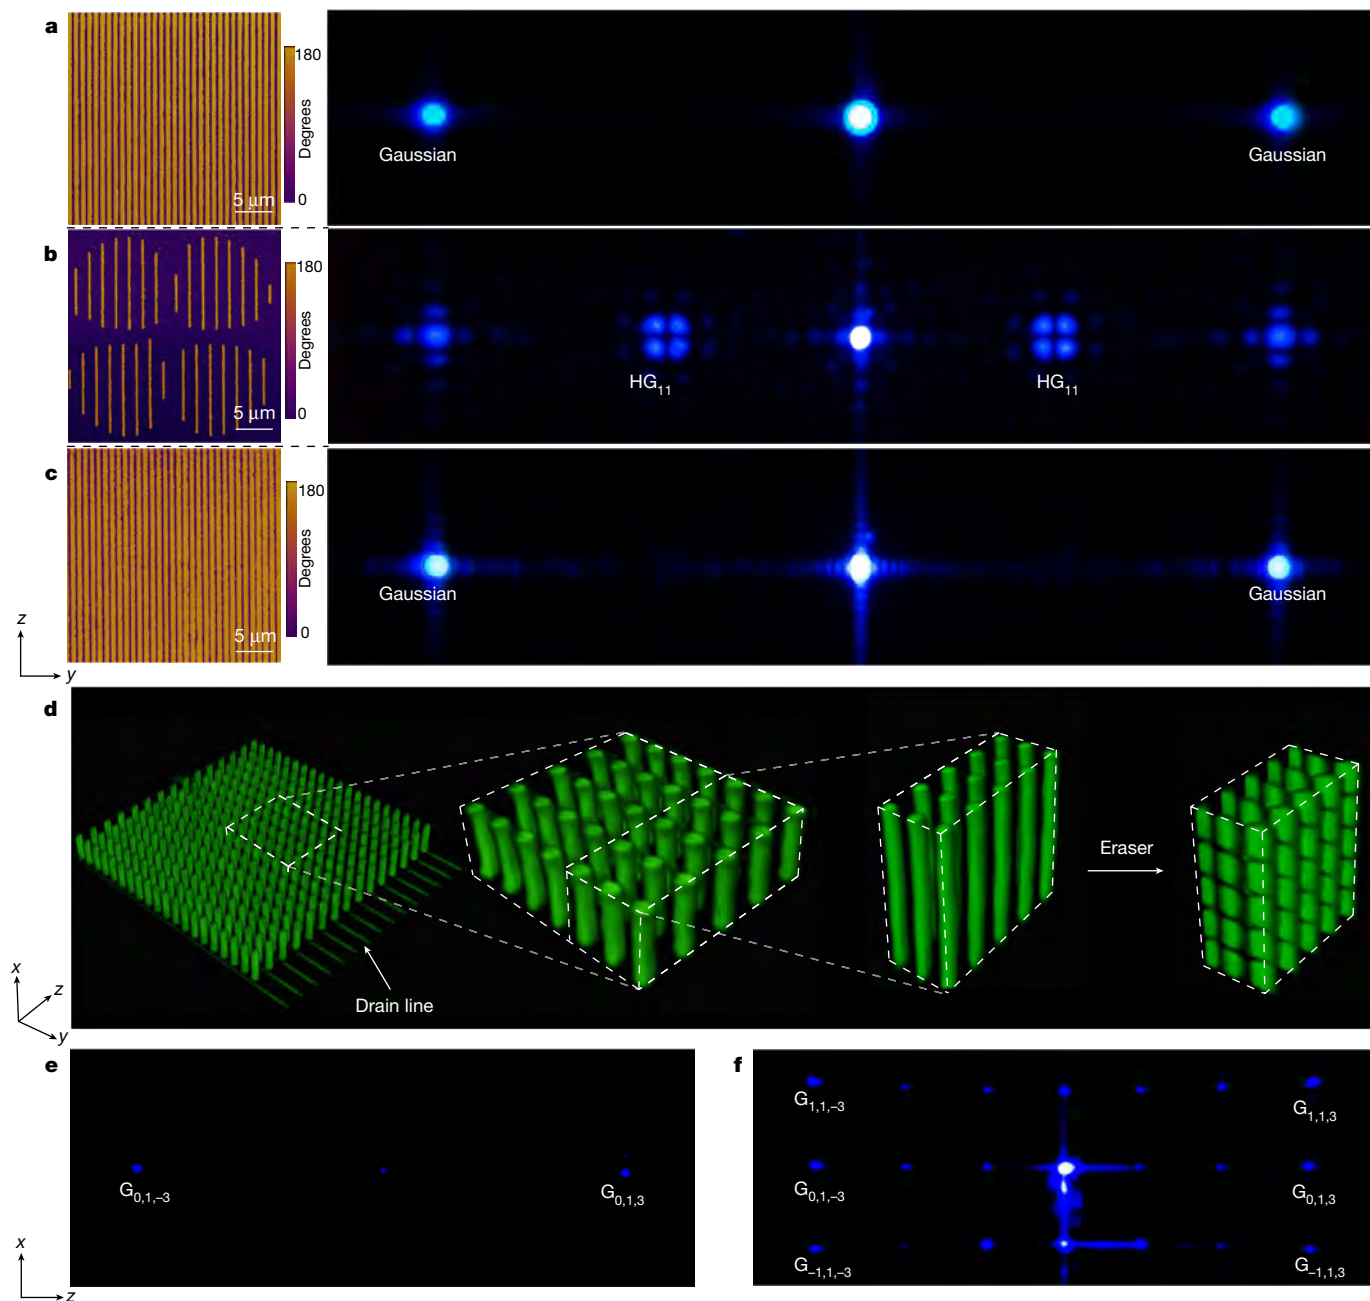 a
180
Degrees
0
5 μm
Gaussian
Gaussian
b
180
Degrees
0
5 μm
HG11
HG11
c
180
Degrees
0
5 μm
Gaussian
Gaussian
z
y
d
Eraser
Drain line
x
z
y
e
G0,1,–3
G0,1,3
x
z
f
G1,1,–3
G1,1,3
G0,1,–3
G0,1,3
G–1,1,–3
G–1,1,3